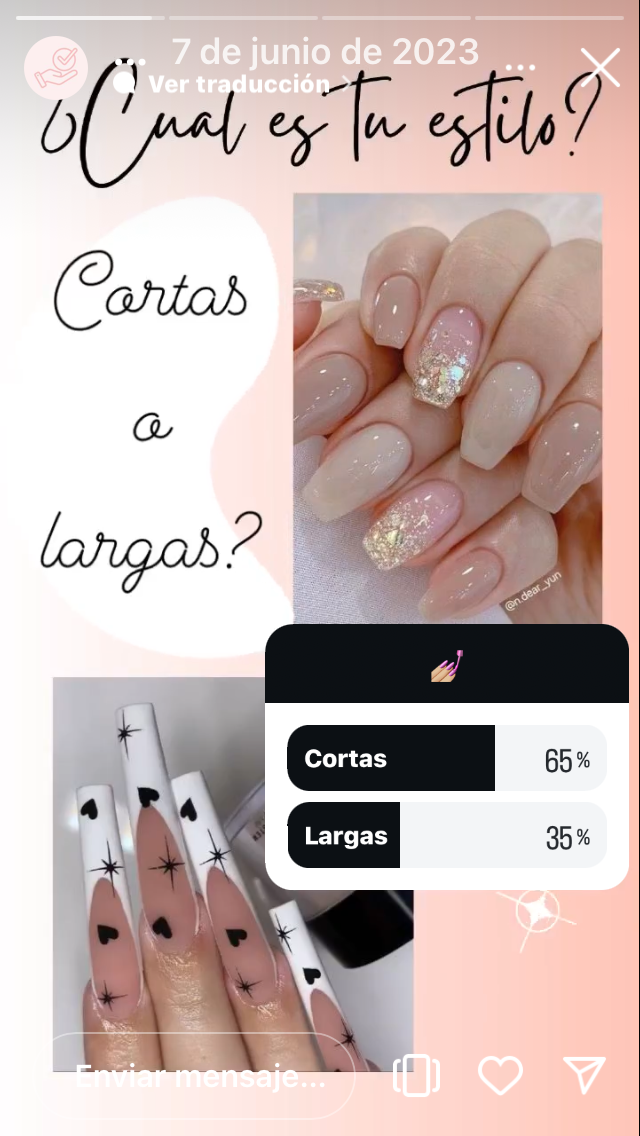 7 de junio de 2023
Ver traducción
¿Cual es tu estilo?
Cortas
o
largas?
@n.dear_yun
Cortas 65%
Largas 35%
Enviar mensaje...